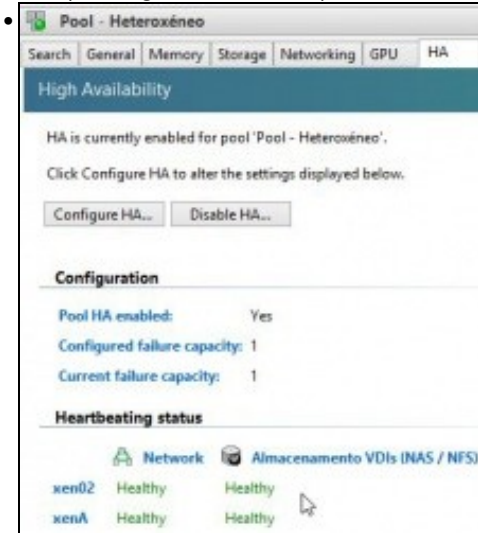 Pool - Heteroxéneo
Search General Memory Storage Networking GPU HA
High Availability
HA is currently enabled for pool 'Pool - Heteroxéneo'.
Click Configure HA to alter the settings displayed below.
Configure HA... Disable HA...
Configuration
Pool HA enabled: Yes
Configured failure capacity: 1
Current failure capacity: 1
Heartbeating status
Network Almacenamento VDIs (NAS / NFS)
xen02 Healthy Healthy
xenA Healthy Healthy